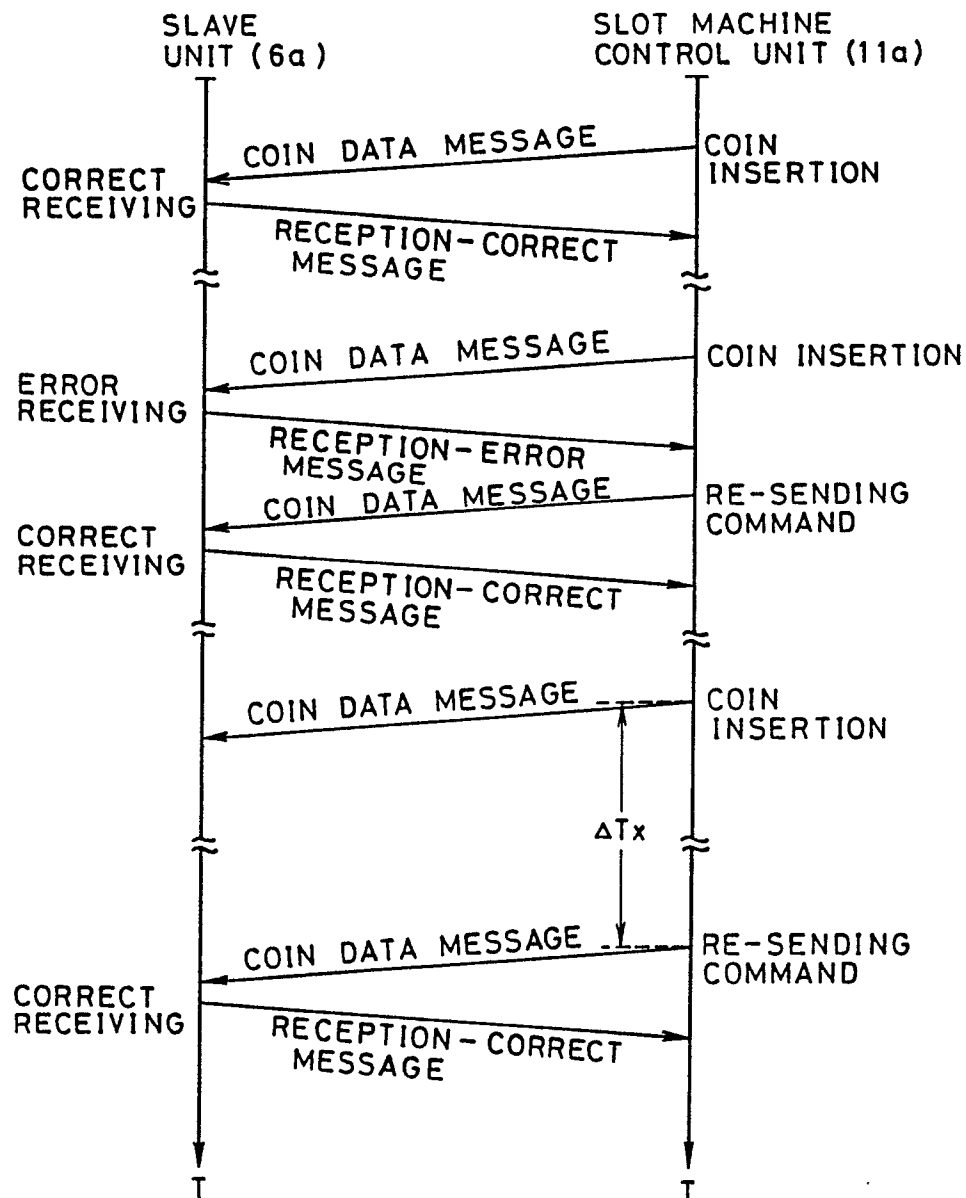 SLAVE
UNIT (6a)
SLOT MACHINE
CONTROL UNIT (11a)
T
T
COIN DATA MESSAGE
COIN
INSERTION
CORRECT
RECEIVING
RECEPTION-CORRECT
MESSAGE
COIN DATA MESSAGE
COIN INSERTION
ERROR
RECEIVING
RECEPTION-ERROR
MESSAGE
COIN DATA MESSAGE
RE-SENDING
COMMAND
CORRECT
RECEIVING
RECEPTION-CORRECT
MESSAGE
COIN DATA MESSAGE
COIN
INSERTION
ΔTx
COIN DATA MESSAGE
RE-SENDING
COMMAND
CORRECT
RECEIVING
RECEPTION-CORRECT
MESSAGE
T
T